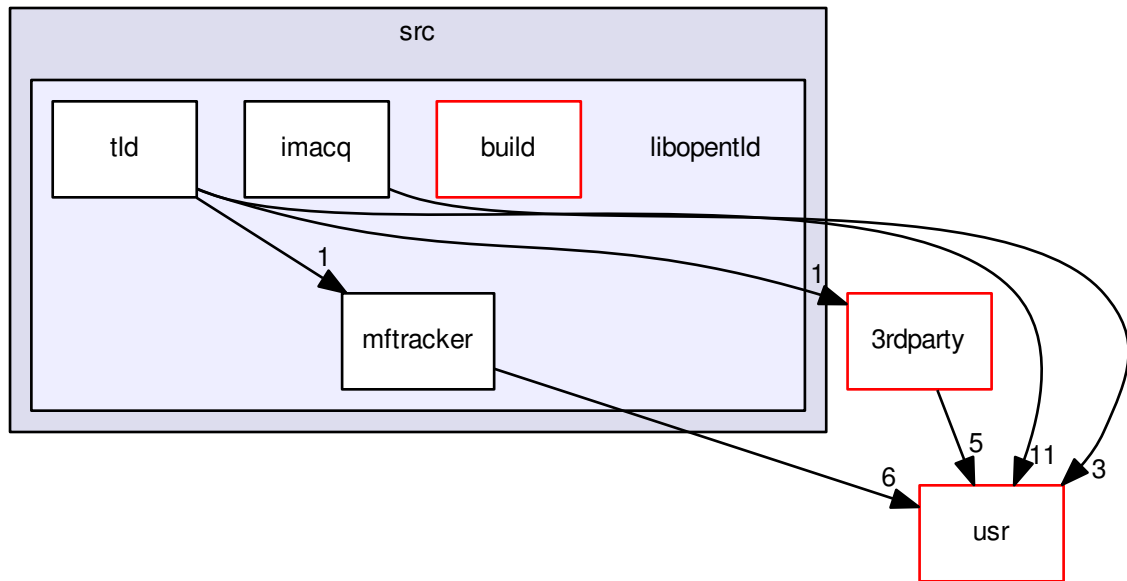 src
tld
imacq
build
libopentld
1
1
mftracker
3rdparty
5
11
3
6
usr